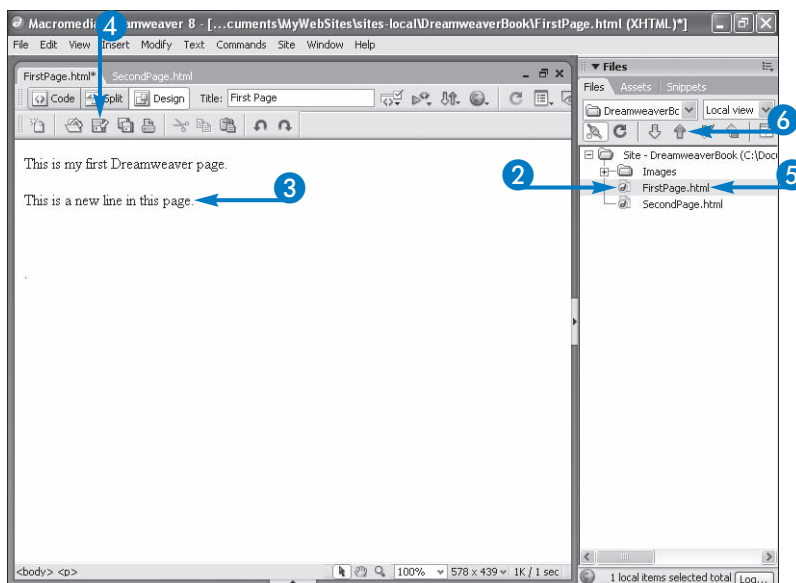 Macromedia Dreamweaver 8 - [...cuments\MyWebSites\sites-local\DreamweaverBook\FirstPage.html (XHTML)*]
4
File Edit View Insert Modify Text Commands Site Window Help
FirstPage.html* SecondPage.html
Code Split Design Title: First Page
This is my first Dreamweaver page.
This is a new line in this page.
3
.
<body> <p> 100% 578 x 439 1K / 1 sec
Files
Files Assets Snippets
DreamweaverBc Local view
6
Site - DreamweaverBook (C:\Doc
Images
2
FirstPage.html
5
SecondPage.html
1 local items selected total Log...